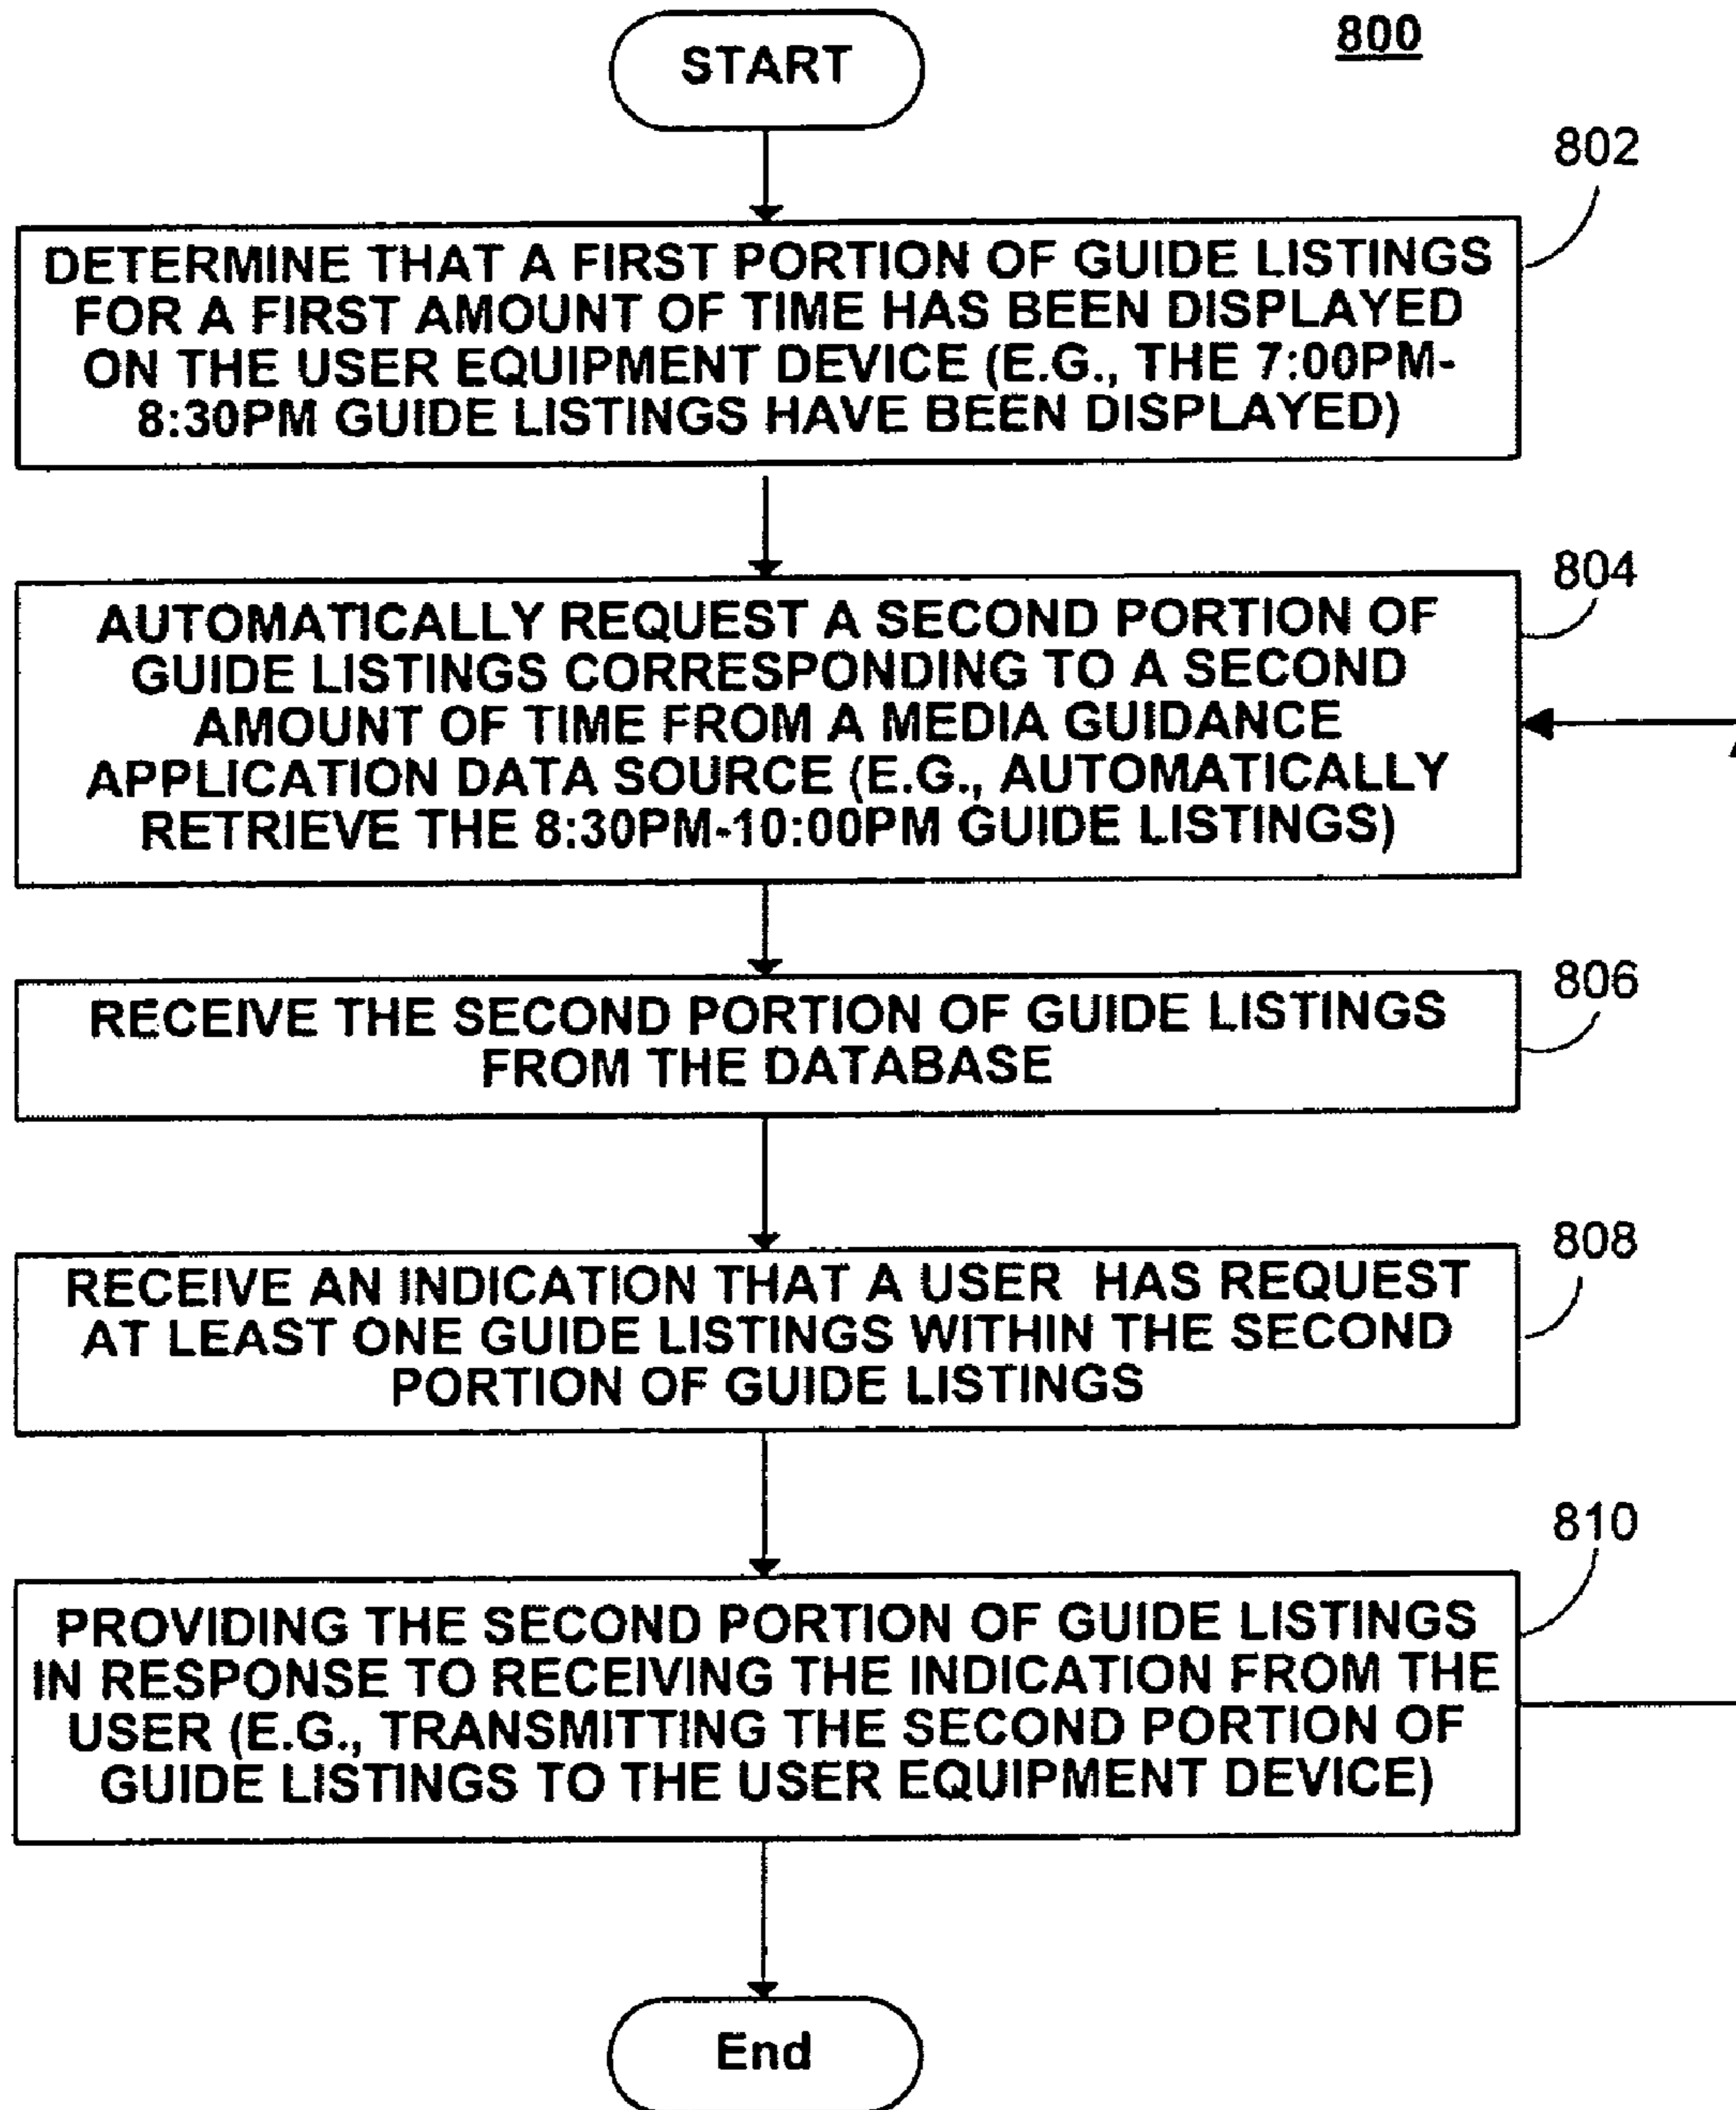 800
START
802
DETERMINE THAT A FIRST PORTION OF GUIDE LISTINGS
FOR A FIRST AMOUNT OF TIME HAS BEEN DISPLAYED
ON THE USER EQUIPMENT DEVICE (E.G., THE 7:00PM-
8:30PM GUIDE LISTINGS HAVE BEEN DISPLAYED)
804
AUTOMATICALLY REQUEST A SECOND PORTION OF
GUIDE LISTINGS CORRESPONDING TO A SECOND
AMOUNT OF TIME FROM A MEDIA GUIDANCE
APPLICATION DATA SOURCE (E.G., AUTOMATICALLY
RETRIEVE THE 8:30PM-10:00PM GUIDE LISTINGS)
806
RECEIVE THE SECOND PORTION OF GUIDE LISTINGS
FROM THE DATABASE
808
RECEIVE AN INDICATION THAT A USER HAS REQUEST
AT LEAST ONE GUIDE LISTINGS WITHIN THE SECOND
PORTION OF GUIDE LISTINGS
810
PROVIDING THE SECOND PORTION OF GUIDE LISTINGS
IN RESPONSE TO RECEIVING THE INDICATION FROM THE
USER (E.G., TRANSMITTING THE SECOND PORTION OF
GUIDE LISTINGS TO THE USER EQUIPMENT DEVICE)
End